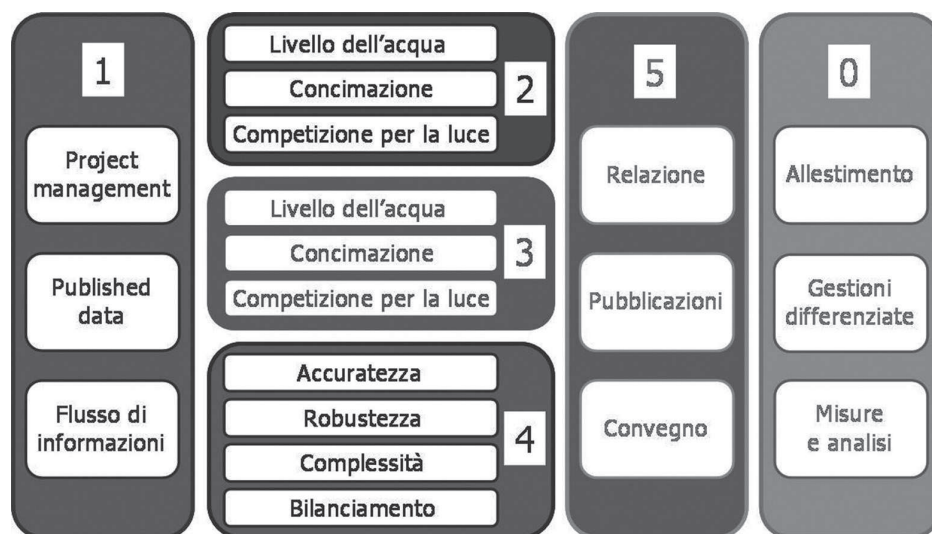 1
Project
management
Published
data
Flusso di
informazioni
Livello dell'acqua
Concimazione
Competizione per la luce
2
Livello dell'acqua
Concimazione
Competizione per la luce
3
Accuratezza
Robustezza
Complessità
Bilanciamento
4
5
Relazione
Pubblicazioni
Convegno
0
Allestimento
Gestioni
differenziate
Misure
e analisi